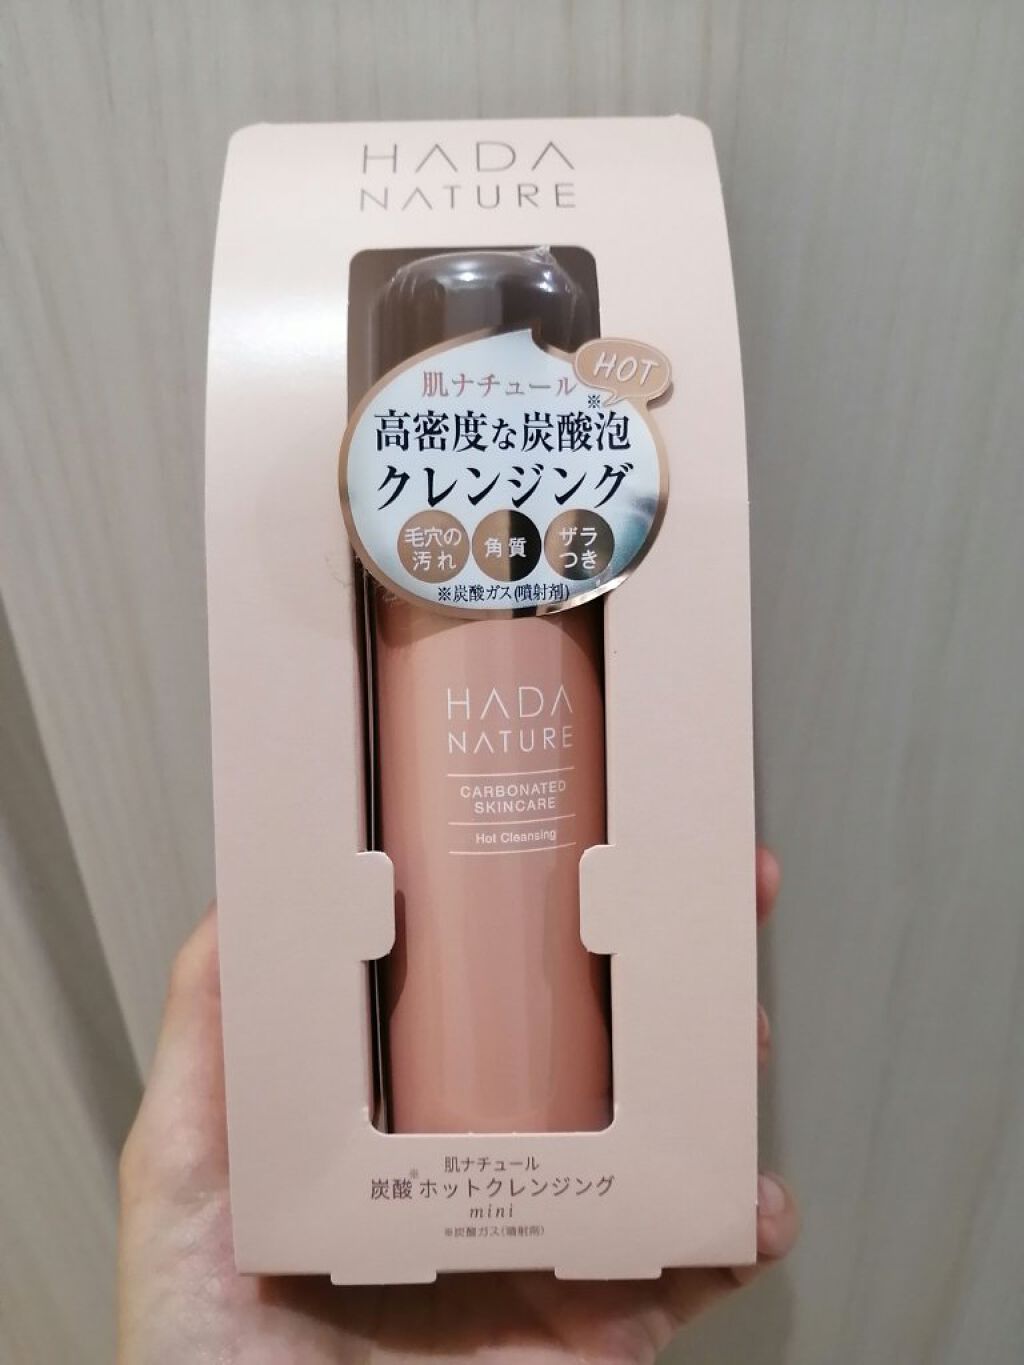 HADA
NATURE
HOT
肌ナチュール
高密度な炭酸泡※
クレンジング
毛穴の
汚れ
角質
ザラ
つき
※炭酸ガス(噴射剤)
HADA
NATURE
CARBONATED
SKINCARE
Hot Cleansing
肌ナチュール
炭酸※ホットクレンジング
mini
※炭酸ガス(噴射剤)